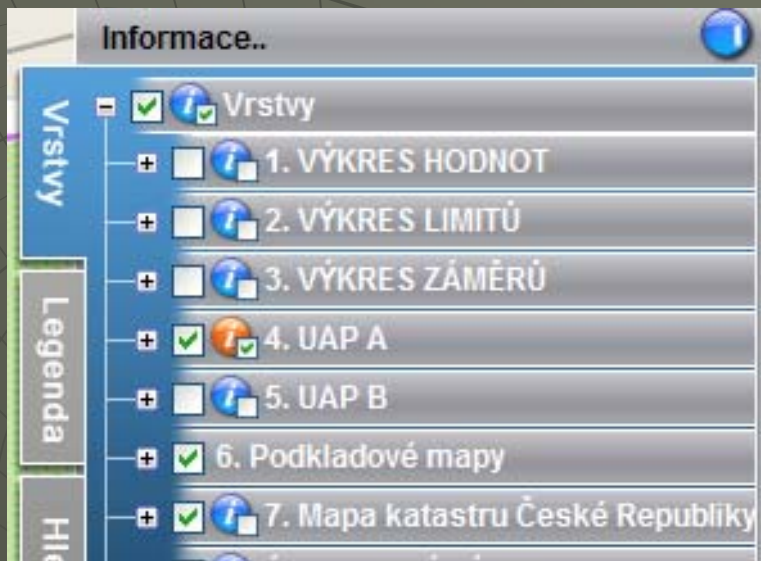 Informace..
Vrstvy
Vrstvy
1. VÝKRES HODNOT
2. VÝKRES LIMITŮ
3. VÝKRES ZÁMĚRŮ
4. UAP A
5. UAP B
6. Podkladové mapy
7. Mapa katastru České Republiky
Legenda